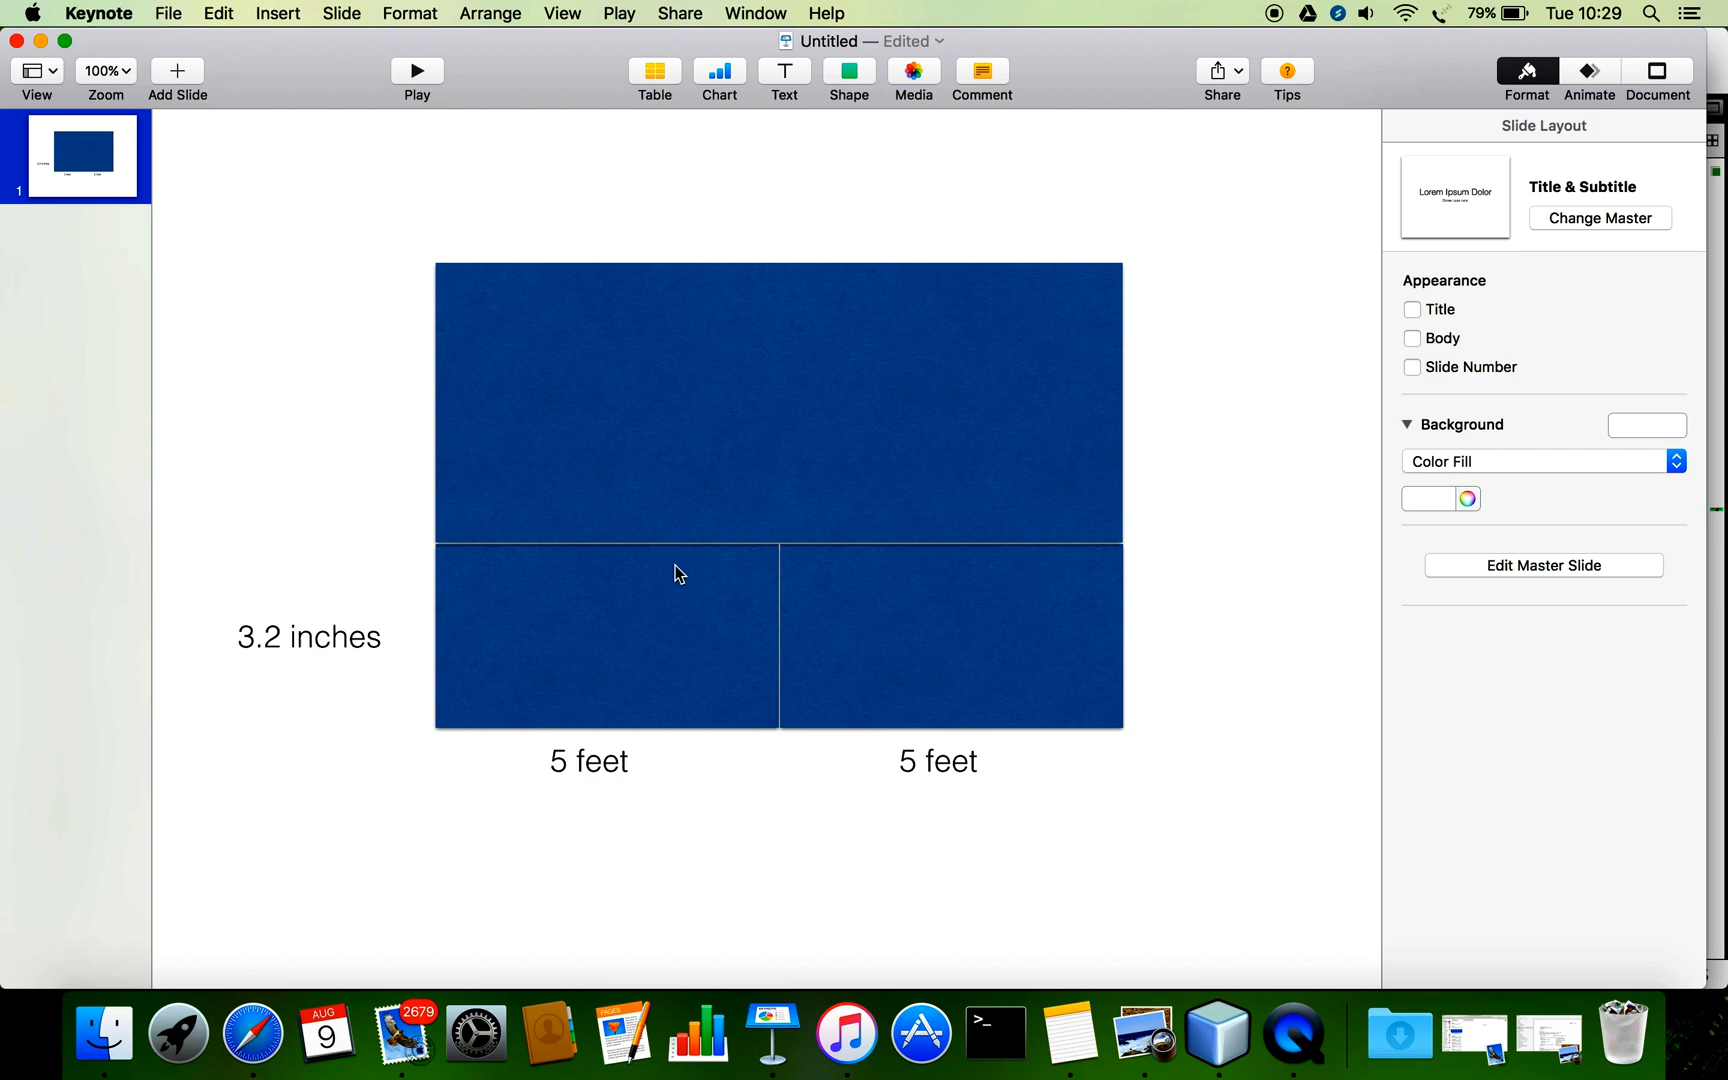 Keynote File Edit Insert Slide Format Arrange View Play Share Window Help 79% Tue 10:29
Untitled — Edited
100%
View Zoom Add Slide Play Table Chart Text Shape Media Comment Share Tips Format Animate Document
Slide Layout
1
Lorem Ipsum Dolor
Title & Subtitle
Change Master
Appearance
Title
Body
Slide Number
Background
Color Fill
Edit Master Slide
3.2 inches
5 feet 5 feet
AUG
9
2679
PAGES